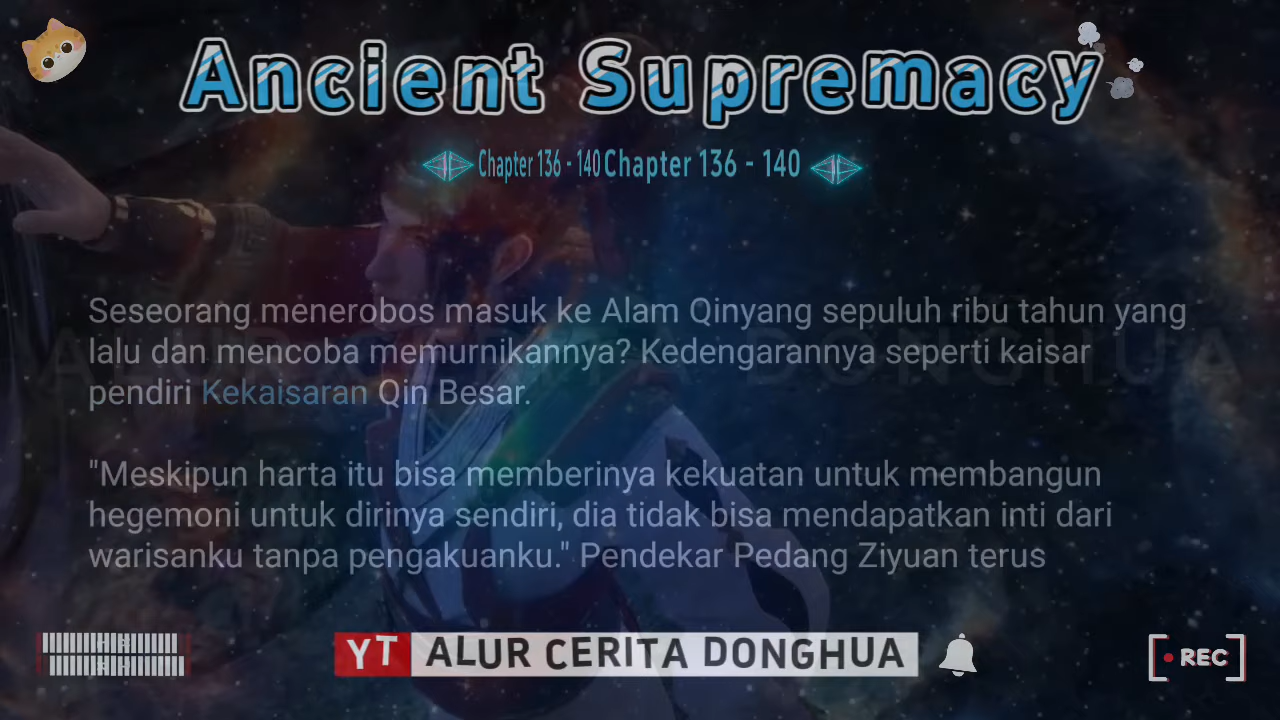 Ancient Supremacy
Chapter 136 - 140 Chapter 136 - 140
Seseorang menerobos masuk ke Alam Qinyang sepuluh ribu tahun yang
lalu dan mencoba memurnikannya? Kedengarannya seperti kaisar
pendiri Kekaisaran Qin Besar.
"Meskipun harta itu bisa memberinya kekuatan untuk membangun
hegemoni untuk dirinya sendiri, dia tidak bisa mendapatkan inti dari
warisanku tanpa pengakuanku." Pendekar Pedang Ziyuan terus
YT ALUR CERITA DONGHUA
REC